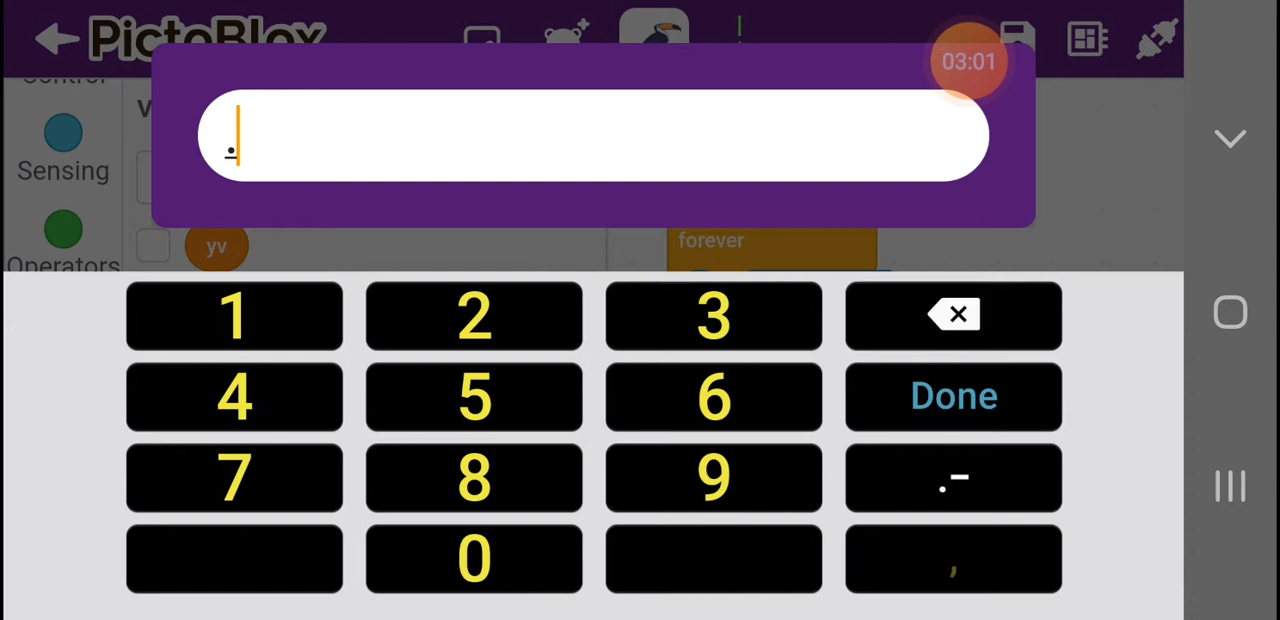 PictoBlox
03:01
Control
V
.
Sensing
yv
forever
Operators
1 2 3
4 5 6 Done
7 8 9 .-
0 ,